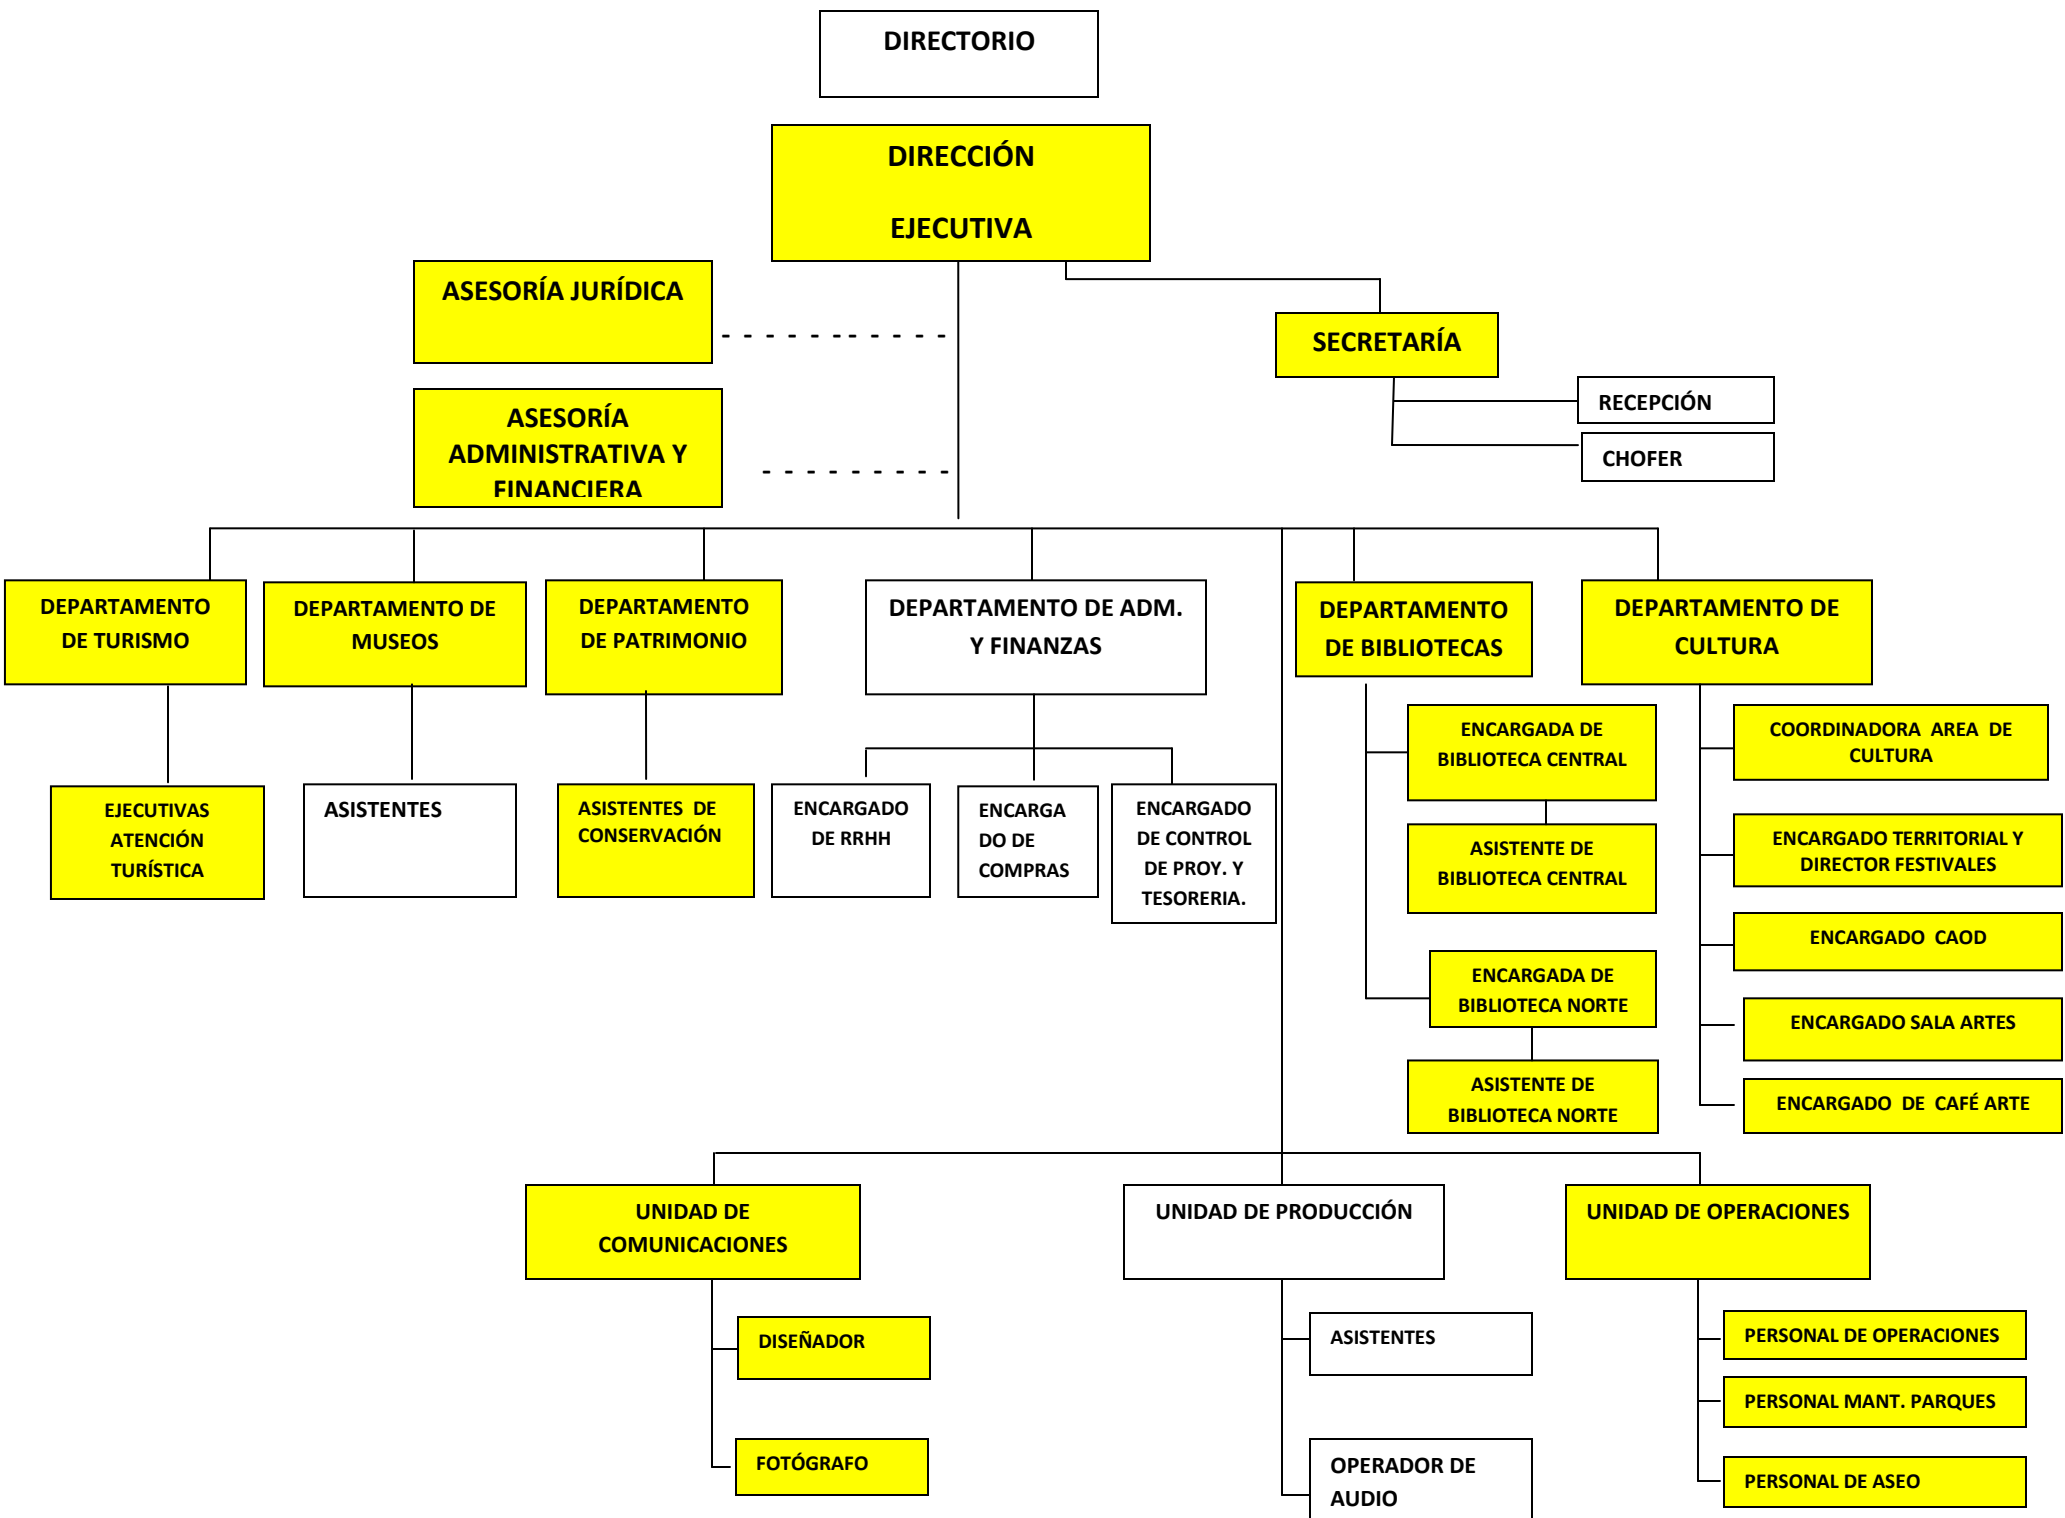 DIRECTORIO
DIRECCIÓN
EJECUTIVA
ASESORÍA JURÍDICA
SECRETARÍA
RECEPCIÓN
CHOFER
ASESORÍA
ADMINISTRATIVA Y
FINANCIERA
DEPARTAMENTO
DE TURISMO
DEPARTAMENTO DE
MUSEOS
DEPARTAMENTO
DE PATRIMONIO
DEPARTAMENTO DE ADM.
Y FINANZAS
DEPARTAMENTO
DE BIBLIOTECAS
DEPARTAMENTO DE
CULTURA
EJECUTIVAS
ATENCIÓN
TURÍSTICA
ASISTENTES
ASISTENTES DE
CONSERVACIÓN
ENCARGADO
DE RRHH
ENCARGA
DO DE
COMPRAS
ENCARGADO
DE CONTROL
DE PROY. Y
TESORERIA.
ENCARGADA DE
BIBLIOTECA CENTRAL
ASISTENTE DE
BIBLIOTECA CENTRAL
ENCARGADA DE
BIBLIOTECA NORTE
ASISTENTE DE
BIBLIOTECA NORTE
COORDINADORA AREA DE
CULTURA
ENCARGADO TERRITORIAL Y
DIRECTOR FESTIVALES
ENCARGADO CAOD
ENCARGADO SALA ARTES
ENCARGADO DE CAFÉ ARTE
UNIDAD DE
COMUNICACIONES
UNIDAD DE PRODUCCIÓN
UNIDAD DE OPERACIONES
DISEÑADOR
FOTÓGRAFO
ASISTENTES
OPERADOR DE
AUDIO
PERSONAL DE OPERACIONES
PERSONAL MANT. PARQUES
PERSONAL DE ASEO